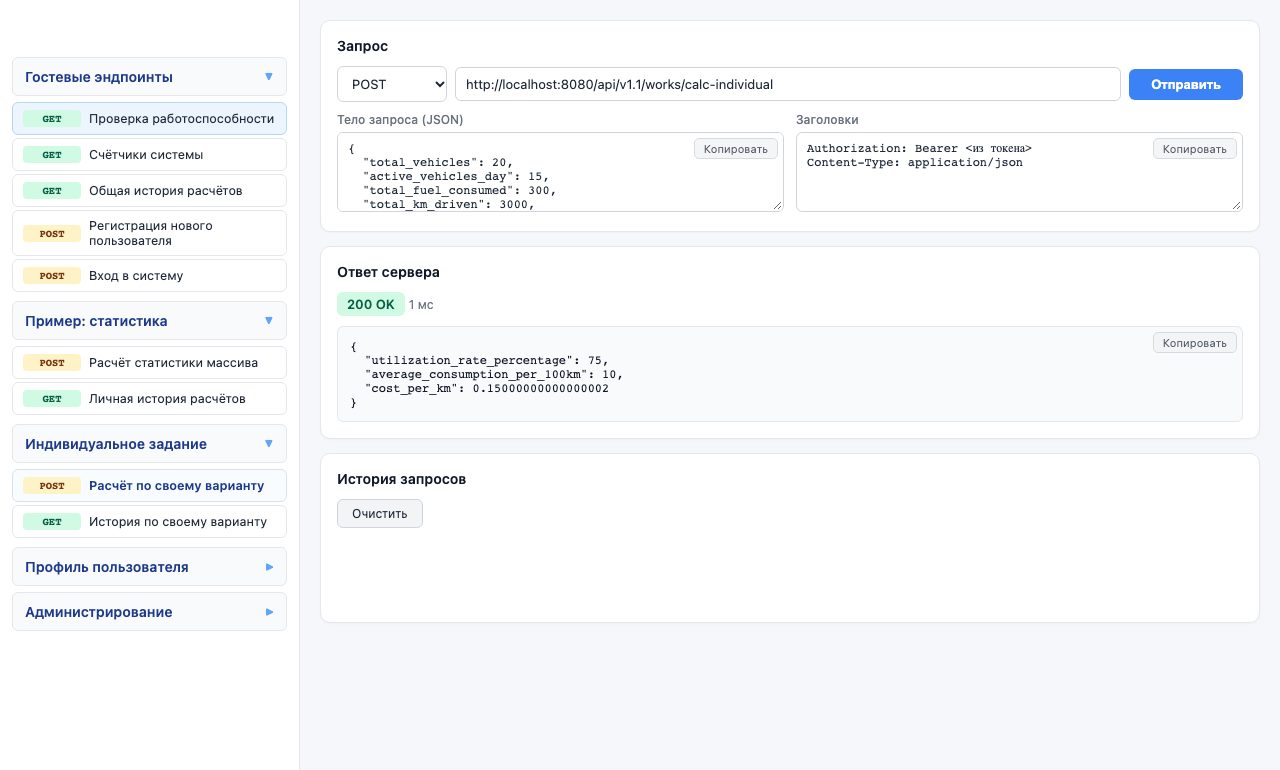 Гостевые эндпоинты
GET Проверка работоспособности
GET Счётчики системы
GET Общая история расчётов
POST Регистрация нового
пользователя
POST Вход в систему
Пример: статистика
POST Расчёт статистики массива
GET Личная история расчётов
Индивидуальное задание
POST Расчёт по своему варианту
GET История по своему варианту
Профиль пользователя
Администрирование
Запрос
POST http://localhost:8080/api/v1.1/works/calc-individual Отправить
Тело запроса (JSON)
Копировать
{
"total_vehicles": 20,
"active_vehicles_day": 15,
"total_fuel_consumed": 300,
"total_km_driven": 3000,
Заголовки
Копировать
Authorization: Bearer <из токена>
Content-Type: application/json
Ответ сервера
200 OK 1 мс
Копировать
{
"utilization_rate_percentage": 75,
"average_consumption_per_100km": 10,
"cost_per_km": 0.15000000000000002
}
История запросов
Очистить